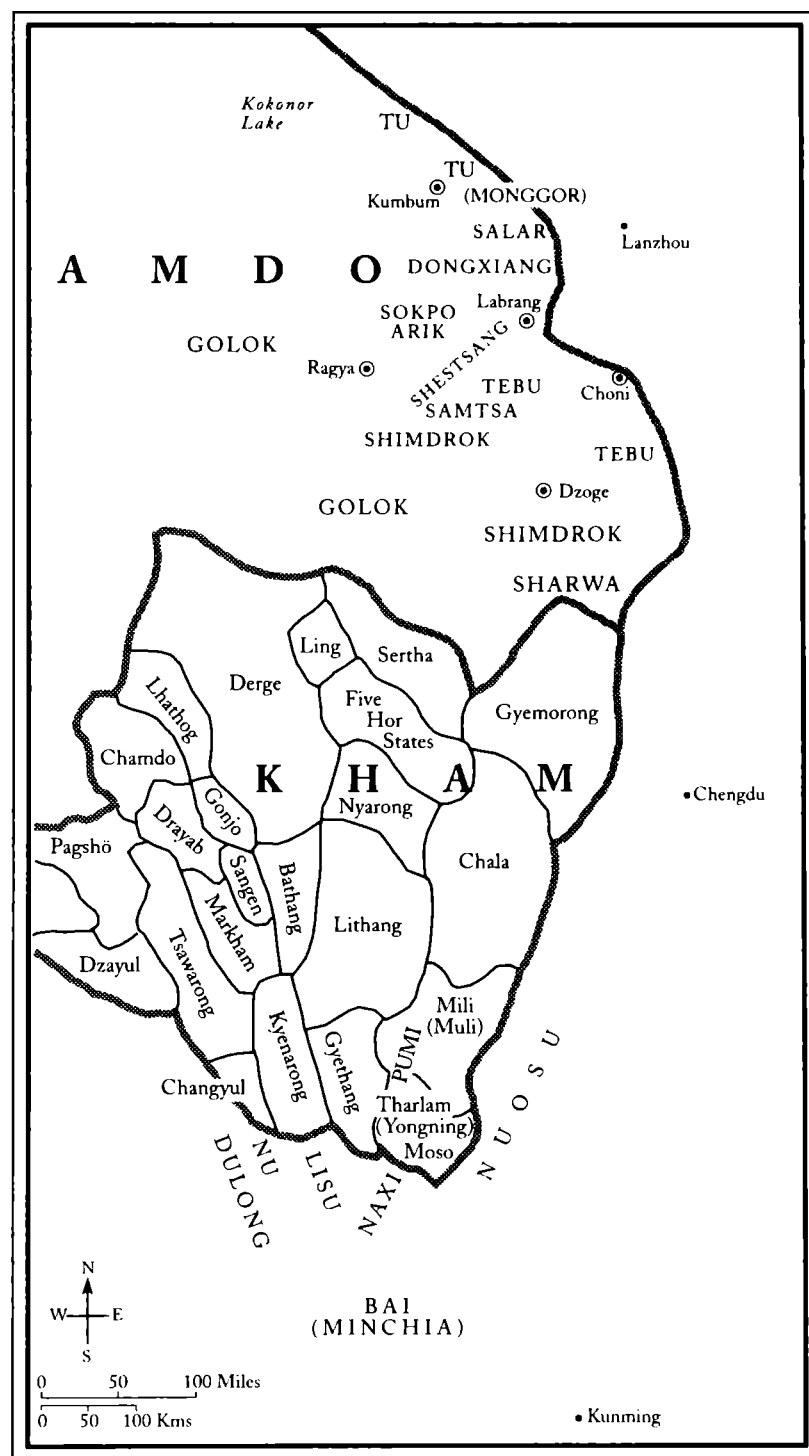 Kokonor
Lake
TU
TU
(MONGGOR)
Kumbum
SALAR
Lanzhou
AMDO
DONGXIANG
Labrang
SOKPO
ARIK
GOLOK
SHESTSANG
Ragya
TEBU
Choni
SAMTSA
SHIMDROK
TEBU
Dzoge
GOLOK
SHIMDROK
SHARWA
Ling
Sertha
Derge
Lhathog
Five
Hor
States
Gyemorong
Chamdo
KHAM
Gonjo
Nyarong
Chengdu
Drayab
Pagshö
Sangen
Bathang
Chala
Markham
Lithang
Tsawarong
Dzayul
Mili
(Muli)
Kyenarong
Gyethang
PUMI
Changyul
Tharlam
(Yongning)
Moso
NUOSU
NU
DULONG
LISU
NAXI
N
W E
S
BAI
(MINCHIA)
0 50 100 Miles
0 50 100 Kms
Kunming